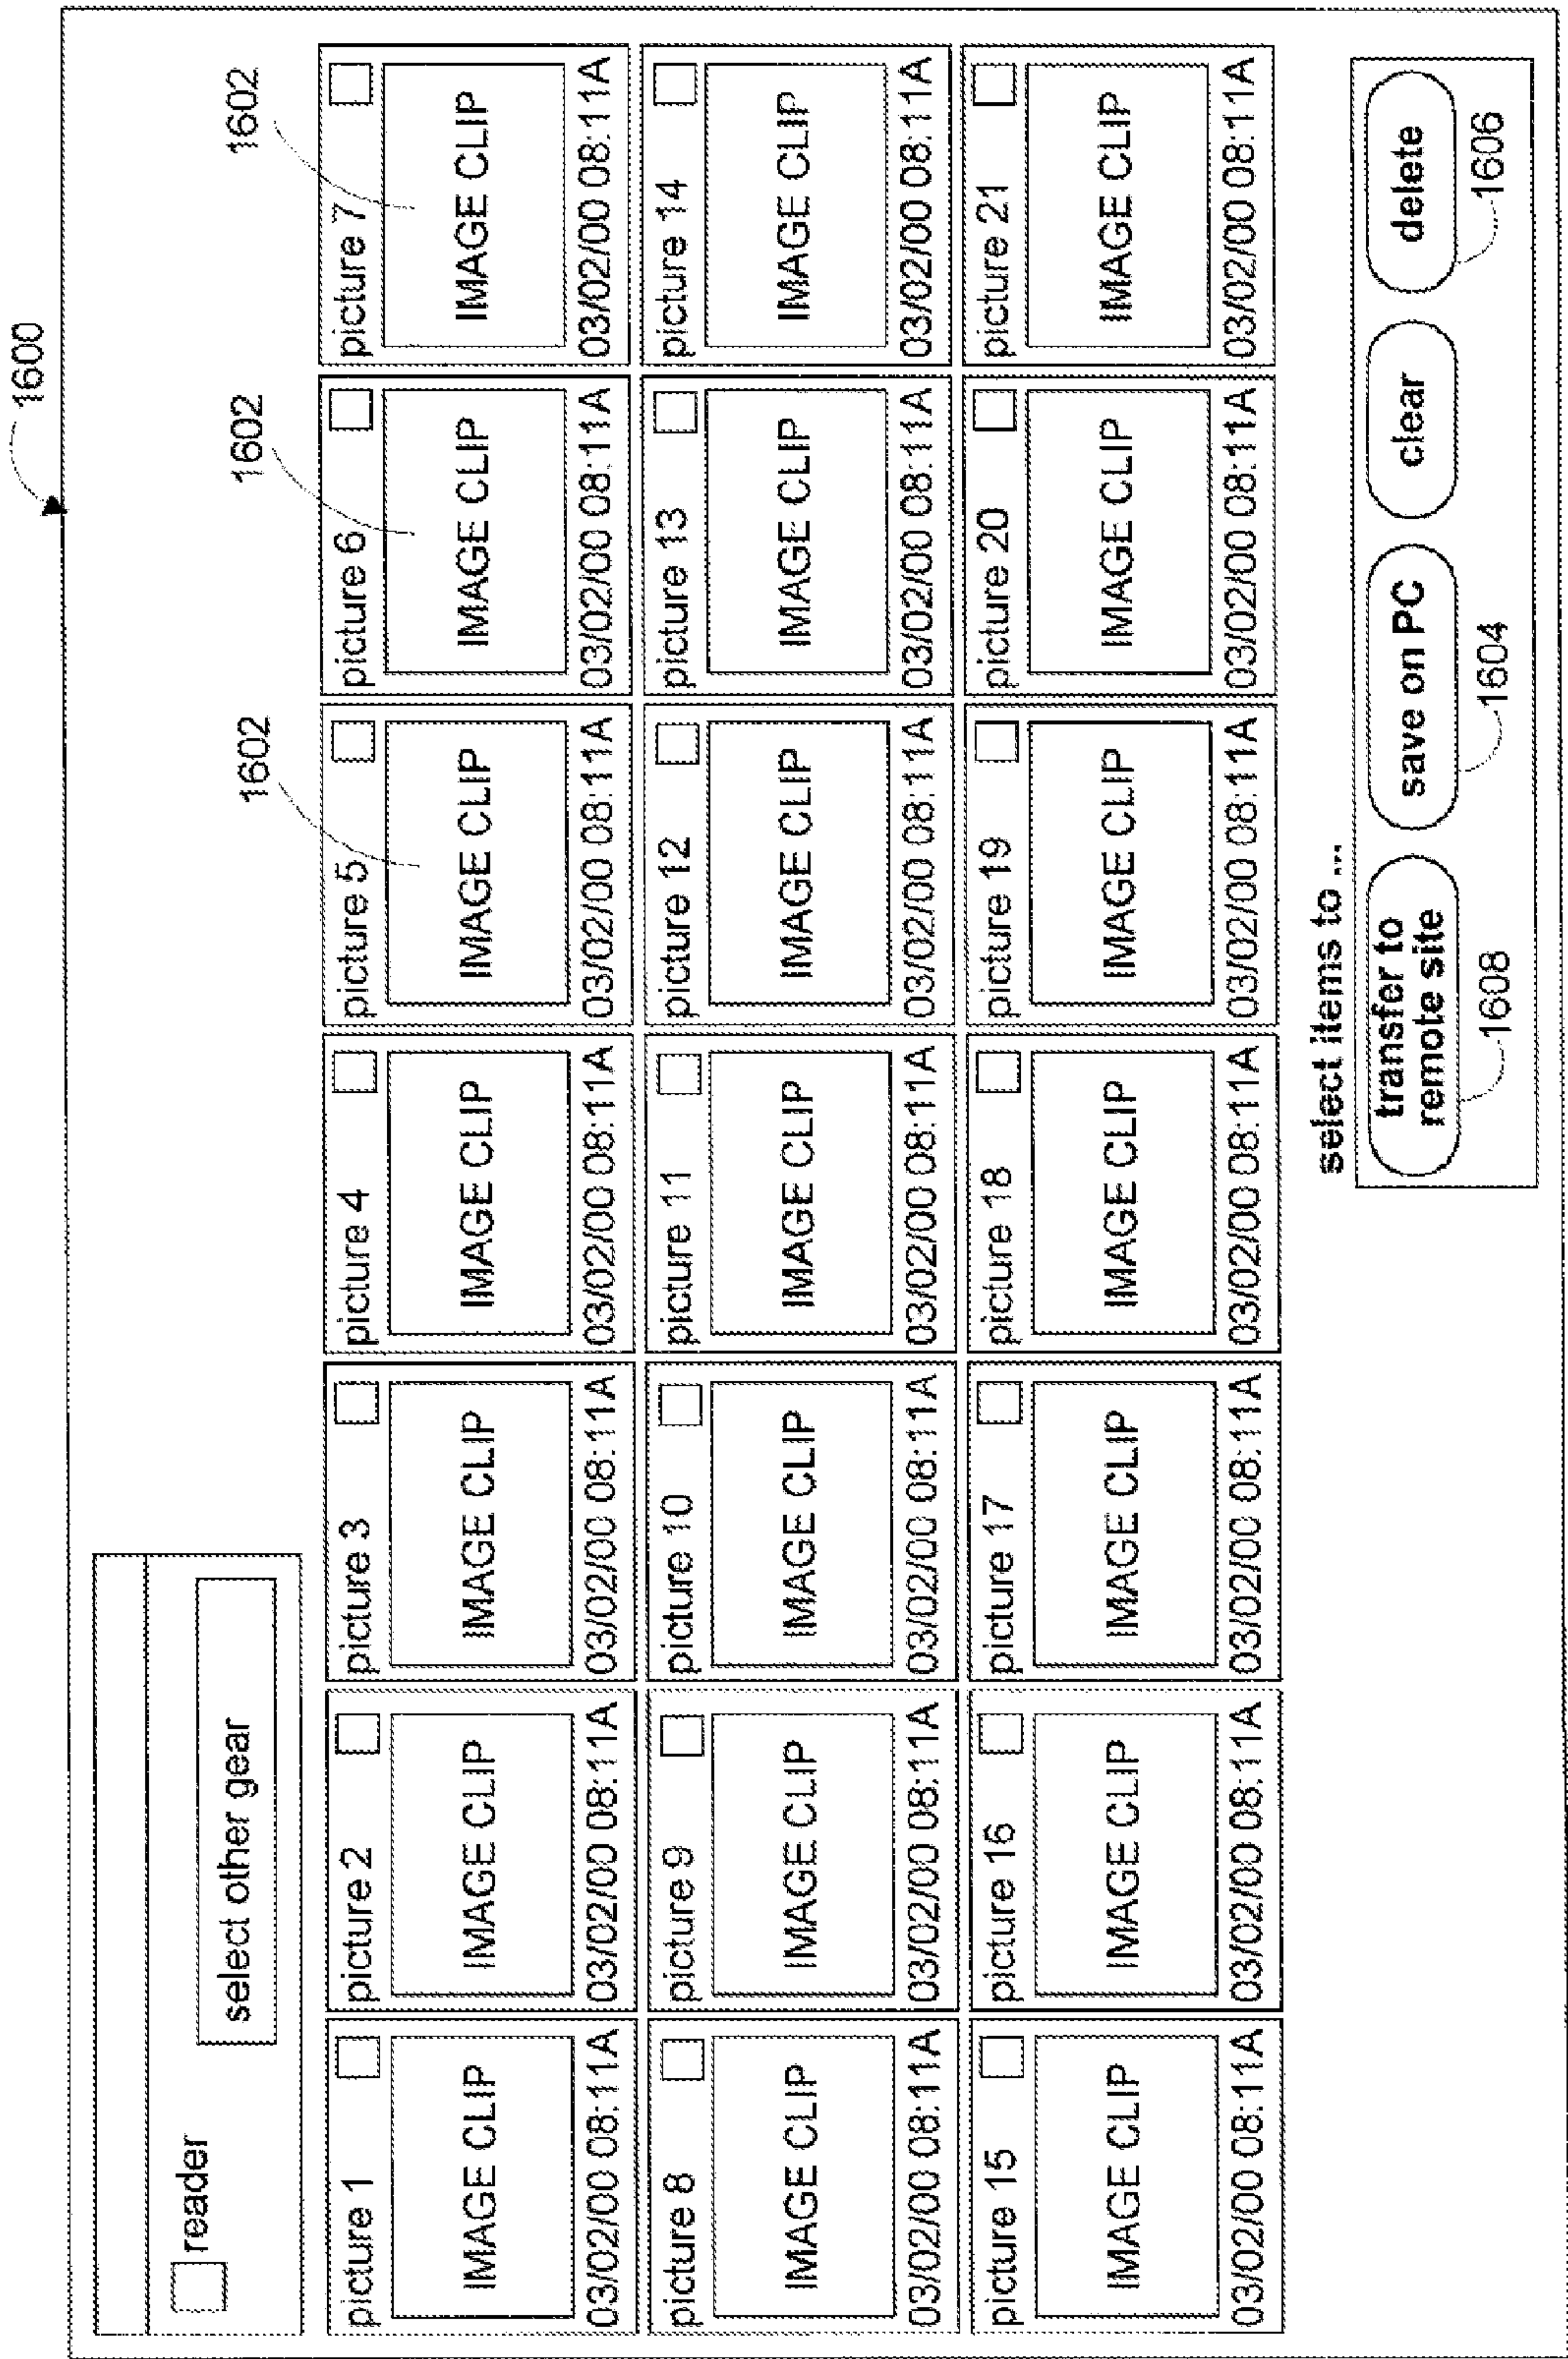 1600
reader
select other gear
1602 1602 1602
picture 1 picture 2 picture 3 picture 4 picture 5 picture 6 picture 7
IMAGE CLIP IMAGE CLIP IMAGE CLIP IMAGE CLIP IMAGE CLIP IMAGE CLIP IMAGE CLIP
03/02/00 08:11A 03/02/00 08:11A 03/02/00 08:11A 03/02/00 08:11A 03/02/00 08:11A 03/02/00 08:11A 03/02/00 08:11A
picture 8 picture 9 picture 10 picture 11 picture 12 picture 13 picture 14
IMAGE CLIP IMAGE CLIP IMAGE CLIP IMAGE CLIP IMAGE CLIP IMAGE CLIP IMAGE CLIP
03/02/00 08:11A 03/02/00 08:11A 03/02/00 08:11A 03/02/00 08:11A 03/02/00 08:11A 03/02/00 08:11A 03/02/00 08:11A
picture 15 picture 16 picture 17 picture 18 picture 19 picture 20 picture 21
IMAGE CLIP IMAGE CLIP IMAGE CLIP IMAGE CLIP IMAGE CLIP IMAGE CLIP IMAGE CLIP
03/02/00 08:11A 03/02/00 08:11A 03/02/00 08:11A 03/02/00 08:11A 03/02/00 08:11A 03/02/00 08:11A 03/02/00 08:11A
select items to ...
transfer to
remote site
save on PC
clear
delete
1608 1604 1606